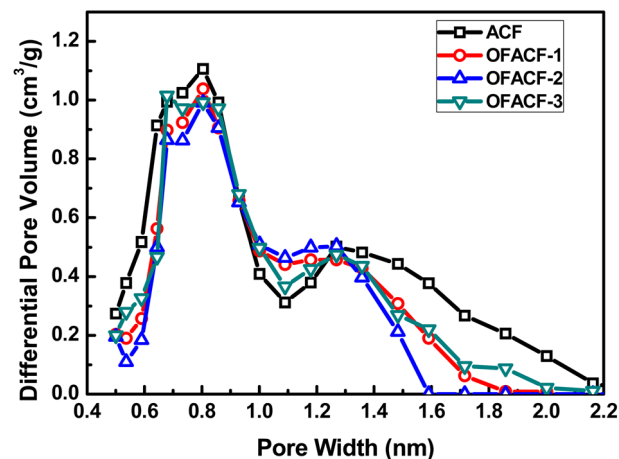 ACF
OFACF-1
OFACF-2
OFACF-3
Differential Pore Volume (cm³/g)
1.2
1.0
0.8
0.6
0.4
0.2
0.0
0.4 0.6 0.8 1.0 1.2 1.4 1.6 1.8 2.0 2.2
Pore Width (nm)